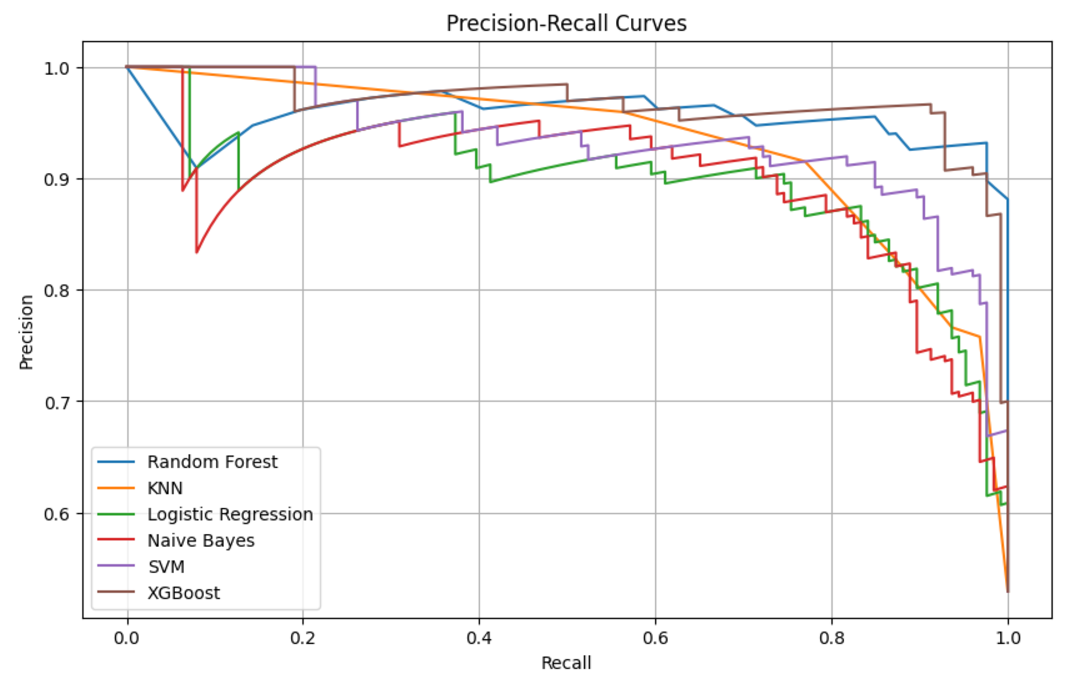 Precision-Recall Curves
1.0
0.9
0.8
0.7
0.6
Precision
Random Forest
KNN
Logistic Regression
Naive Bayes
SVM
XGBoost
0.0 0.2 0.4 0.6 0.8 1.0
Recall